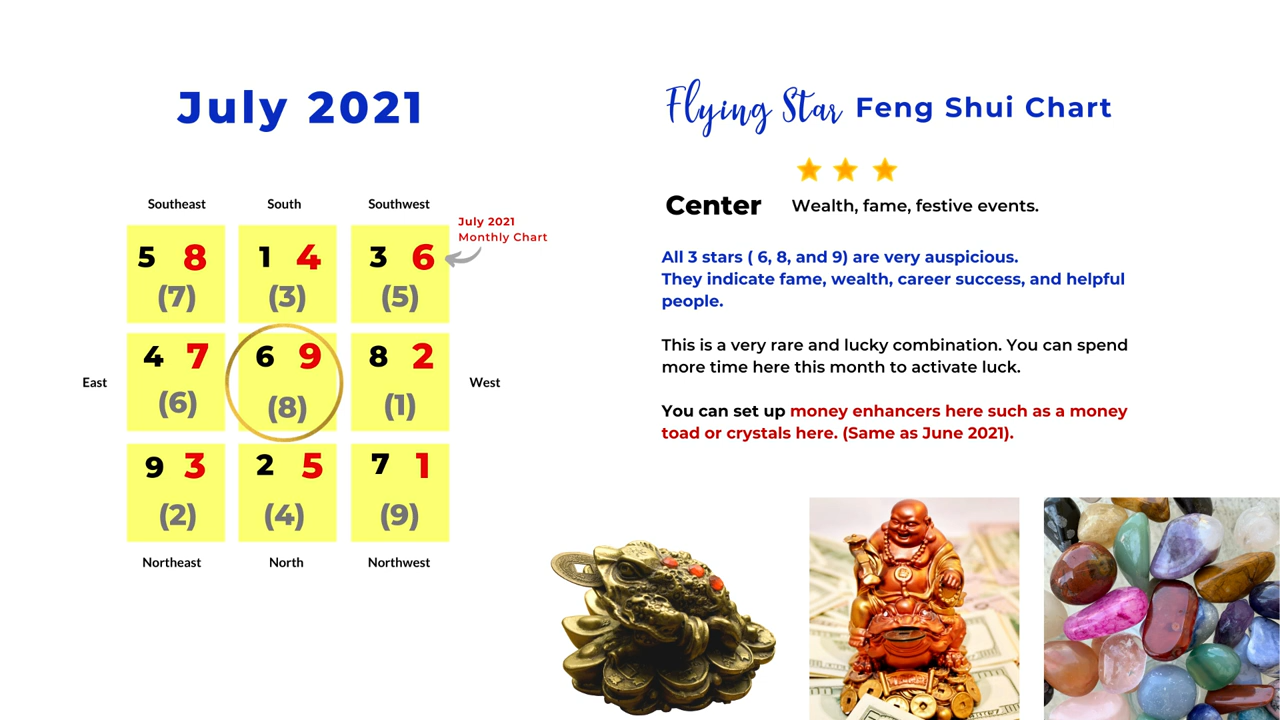 July 2021
Flying Star Feng Shui Chart
Southeast South Southwest
July 2021
Monthly Chart
5 8 1 4 3 6
(7) (3) (5)
East
4 7 6 9 8 2
(6) (8) (1)
West
9 3 2 5 7 1
(2) (4) (9)
Northeast North Northwest
Center Wealth, fame, festive events.
All 3 stars ( 6, 8, and 9) are very auspicious.
They indicate fame, wealth, career success, and helpful
people.
This is a very rare and lucky combination. You can spend
more time here this month to activate luck.
You can set up money enhancers here such as a money
toad or crystals here. (Same as June 2021).